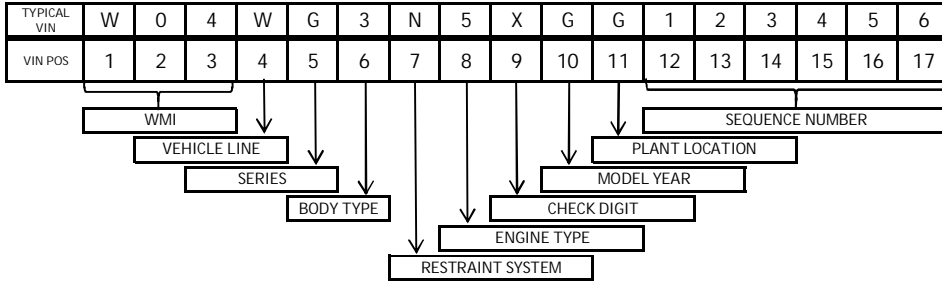 TYPICAL VIN W 0 4 W G 3 N 5 X G G 1 2 3 4 5 6
VIN POS 1 2 3 4 5 6 7 8 9 10 11 12 13 14 15 16 17
WMI SEQUENCE NUMBER
VEHICLE LINE PLANT LOCATION
SERIES MODEL YEAR
BODY TYPE CHECK DIGIT
ENGINE TYPE
RESTRAINT SYSTEM